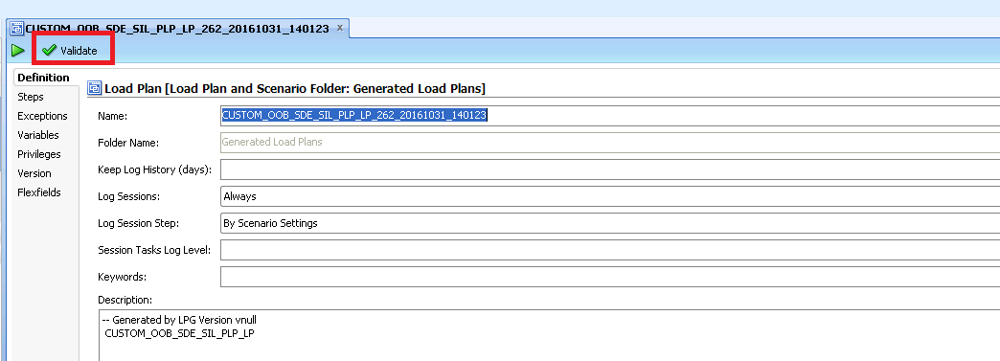 CUSTOM_OOB_SDE_SIL_PLP_LP_262_20161031_140123 x
Validate
Definition
Steps
Exceptions
Variables
Privileges
Version
Flexfields
Load Plan [Load Plan and Scenario Folder: Generated Load Plans]
Name: CUSTOM_OOB_SDE_SIL_PLP_LP_262_20161031_140123
Folder Name: Generated Load Plans
Keep Log History (days):
Log Sessions: Always
Log Session Step: By Scenario Settings
Session Tasks Log Level:
Keywords:
Description:
-- Generated by LPG Version vnull
CUSTOM_OOB_SDE_SIL_PLP_LP